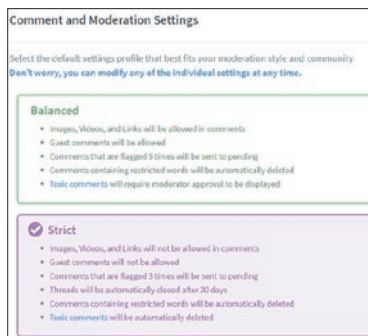 Comment and Moderation Settings
Select the default settings profile that best fits your moderation style and community
Don't worry, you can modify any of the individual settings at any time.
Balanced
• Images, Videos, and Links will be allowed in comments
• Guest comments will be allowed
• Comments that are flagged 5 times will be sent to pending
• Comments containing restricted words will be automatically deleted
• Toxic comments will require moderator approval to be displayed
Strict
• Images, Videos, and Links will not be allowed in comments
• Guest comments will not be allowed
• Comments that are flagged 3 times will be sent to pending
• Threads will be automatically closed after 30 days
• Comments containing restricted words will be automatically deleted
• Toxic comments will be automatically deleted